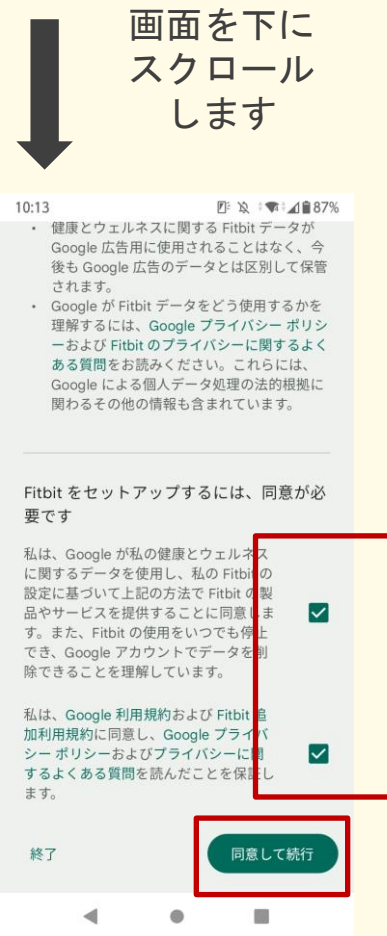 画面を下に
スクロール
します
10:13
87%
• 健康とウェルネスに関する Fitbit データが
Google 広告用に使用されることはなく、今
後も Google 広告のデータとは区別して保管
されます。
• Google が Fitbit データをどう使用するかを
理解するには、Google プライバシー ポリシ
ーおよび Fitbit のプライバシーに関するよく
ある質問をお読みください。これらには、
Google による個人データ処理の法的根拠に
関わるその他の情報も含まれています。
Fitbit をセットアップするには、同意が必
要です
私は、Google が私の健康とウェルネス
に関するデータを使用し、私の Fitbit の
設定に基づいて上記の方法で Fitbit の製
品やサービスを提供することに同意しま
す。また、Fitbit の使用をいつでも停止
でき、Google アカウントでデータを削
除できることを理解しています。
私は、Google 利用規約および Fitbit 追
加利用規約に同意し、Google プライバ
シー ポリシーおよびプライバシーに関
するよくある質問を読んだことを保証し
ます。
終了
同意して続行